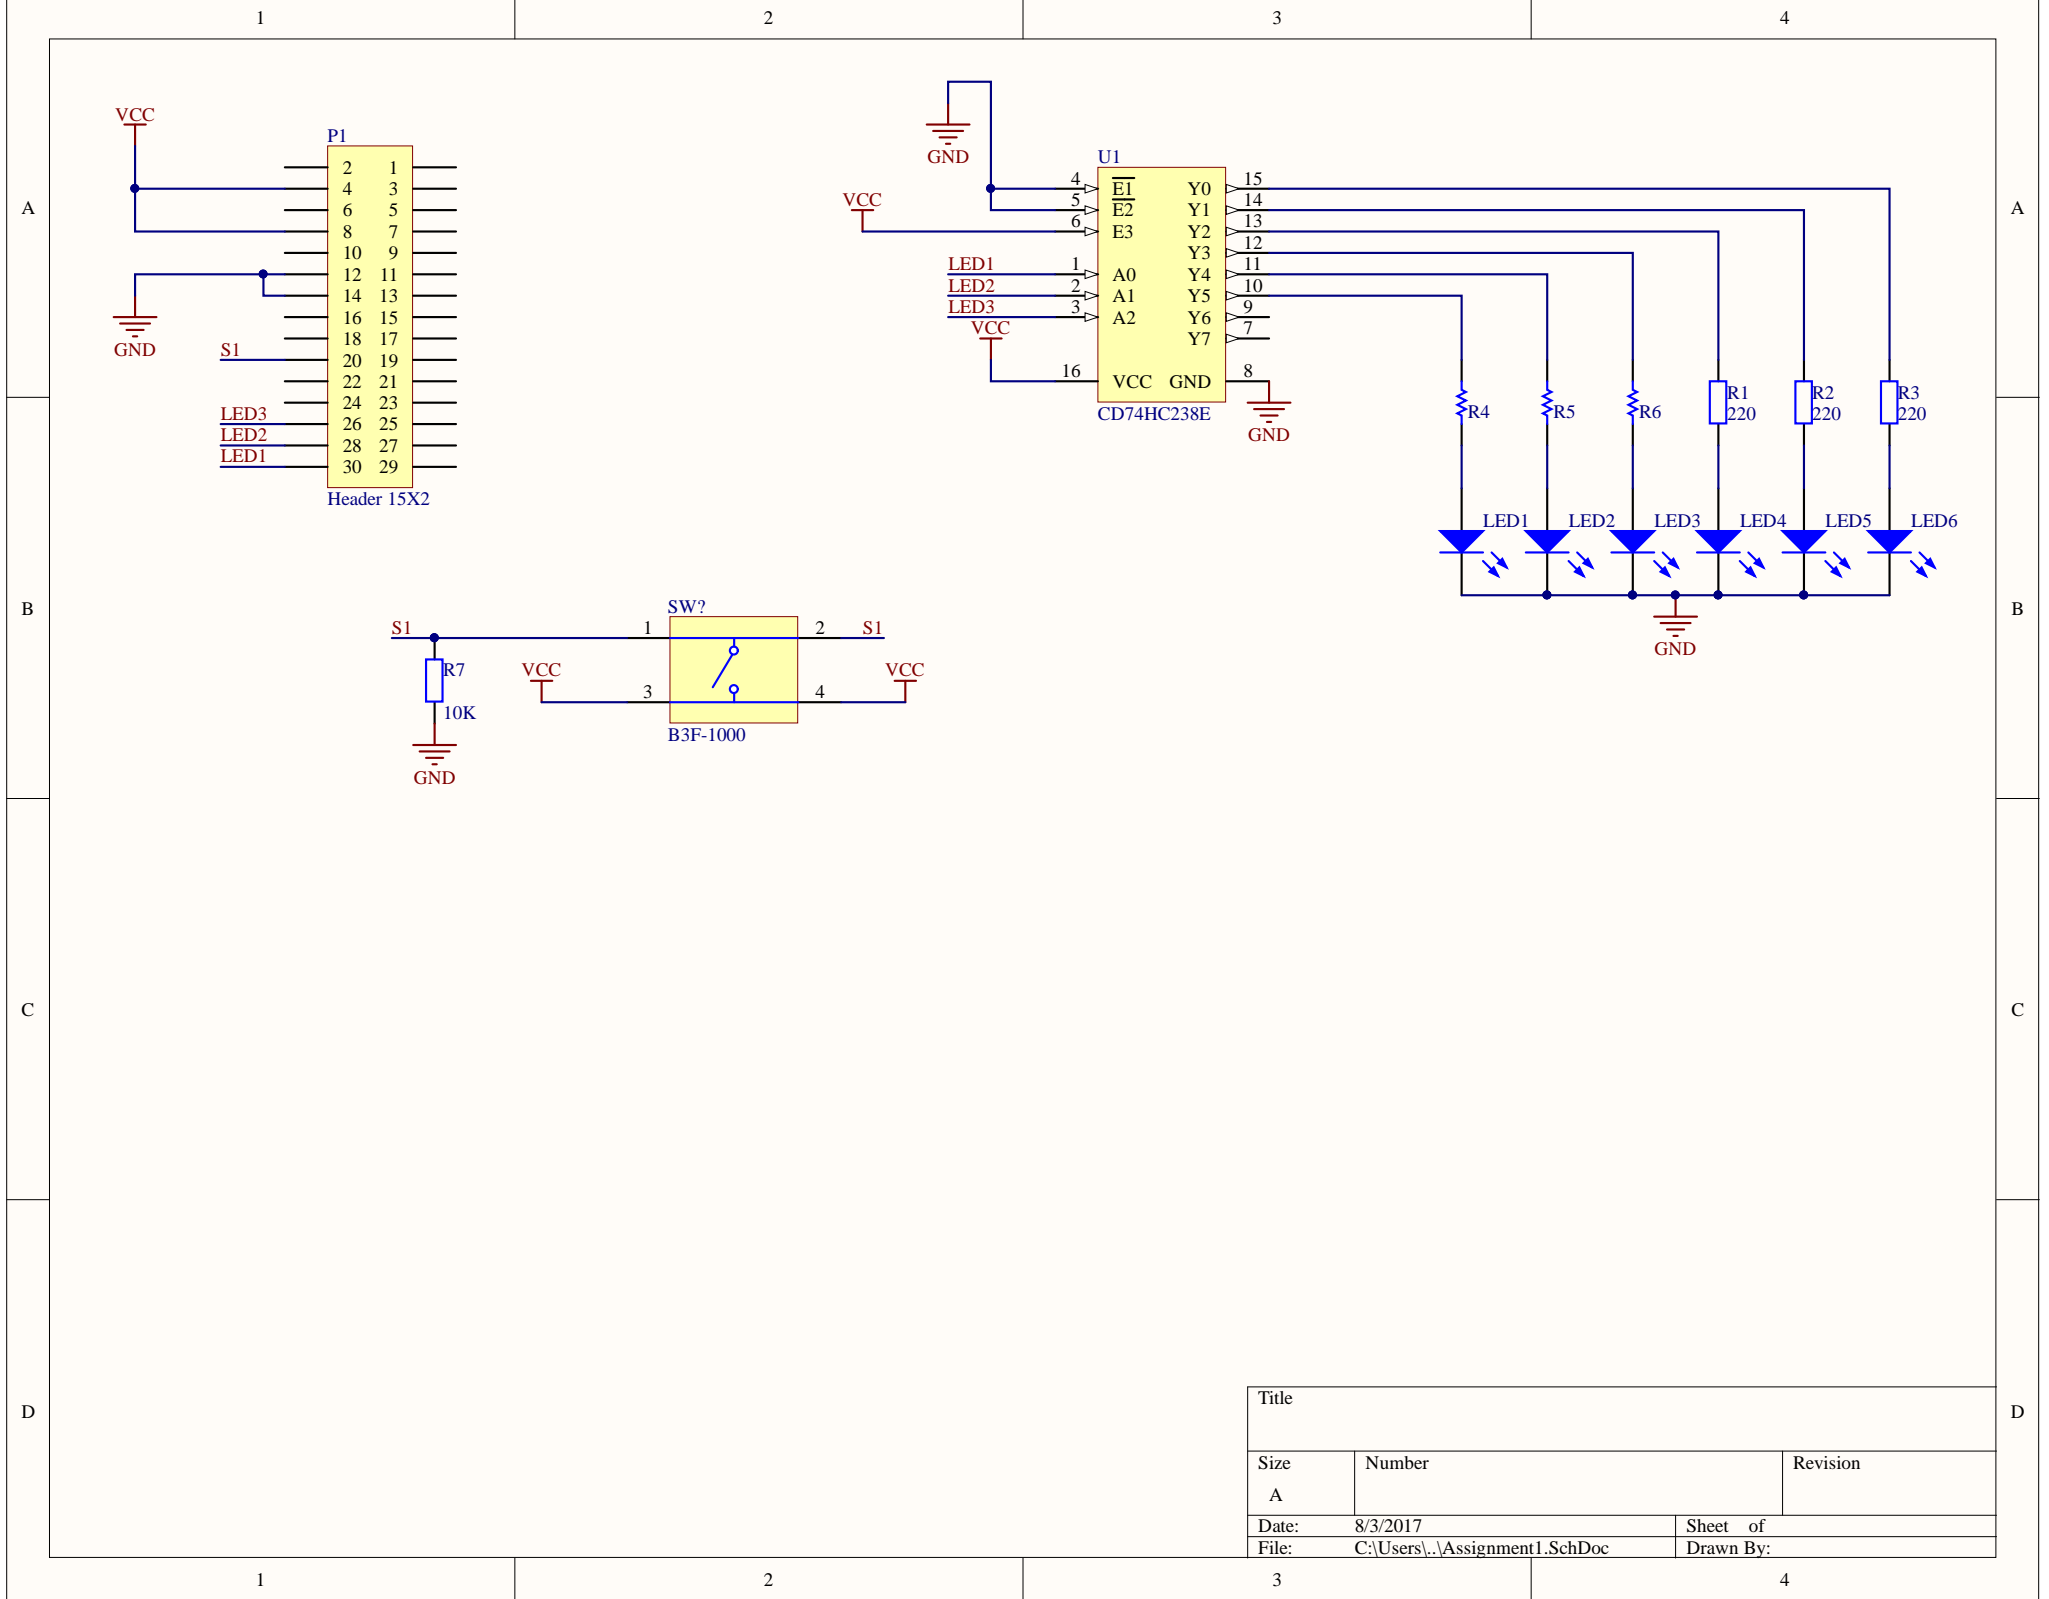 1 2 3 4
A A
B B
C C
D D
VCC
P1
2 1
4 3
6 5
8 7
10 9
12 11
14 13
16 15
18 17
20 19
22 21
24 23
26 25
28 27
30 29
Header 15X2
GND
S1
LED3
LED2
LED1
GND
VCC
LED1
LED2
LED3
VCC
U1
4 E1 Y0 15
5 E2 Y1 14
6 E3 Y2 13
Y3 12
1 A0 Y4 11
2 A1 Y5 10
3 A2 Y6 9
Y7 7
16 VCC GND 8
CD74HC238E
GND
R4
R5
R6
R1
220
R2
220
R3
220
LED1 LED2 LED3 LED4 LED5 LED6
GND
SW?
S1 1 2 S1
R7
10K
VCC 3 4 VCC
B3F-1000
GND
Title
Size Number Revision
A
Date: 8/3/2017 Sheet of
File: C:\Users\..\Assignment1.SchDoc Drawn By:
1 2 3 4